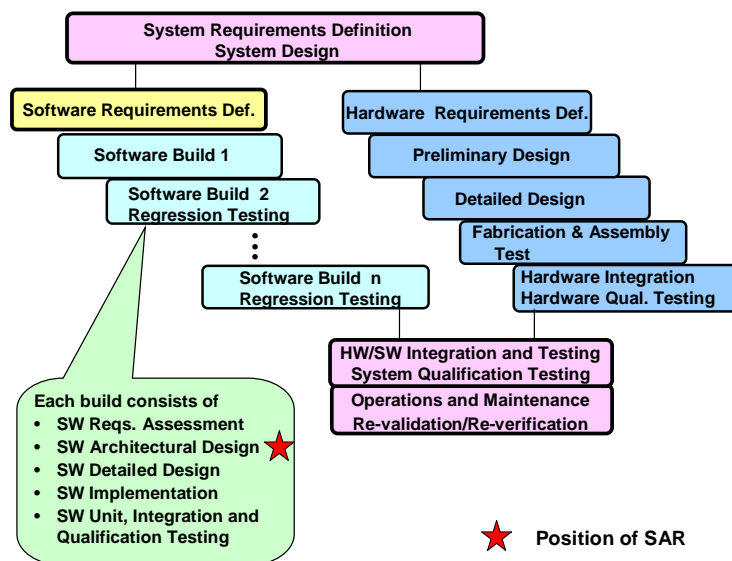 System Requirements Definition
System Design
Software Requirements Def.
Hardware Requirements Def.
Software Build 1
Preliminary Design
Software Build 2
Regression Testing
Detailed Design
Fabrication & Assembly
Test
Software Build n
Regression Testing
Hardware Integration
Hardware Qual. Testing
HW/SW Integration and Testing
System Qualification Testing
Operations and Maintenance
Re-validation/Re-verification
Each build consists of
• SW Reqs. Assessment
• SW Architectural Design
• SW Detailed Design
• SW Implementation
• SW Unit, Integration and
Qualification Testing
Position of SAR